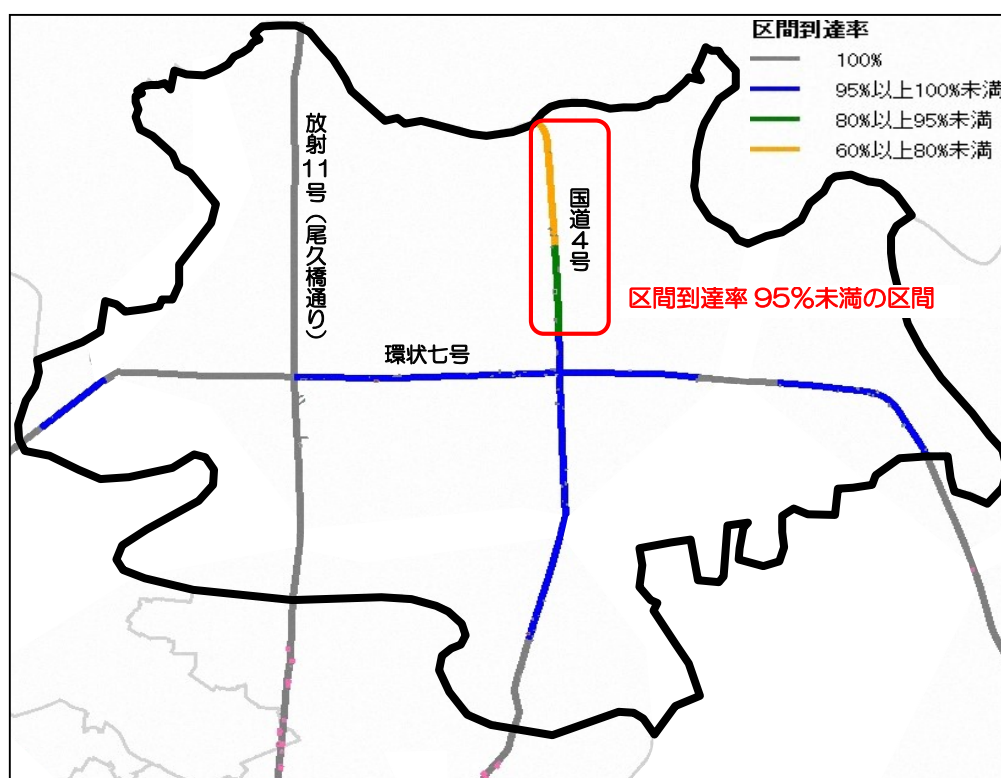 区間到達率
100%
95%以上100%未満
80%以上95%未満
60%以上80%未満
放射11号（尾久橋通り）
国道4号
区間到達率 95%未満の区間
環状七号